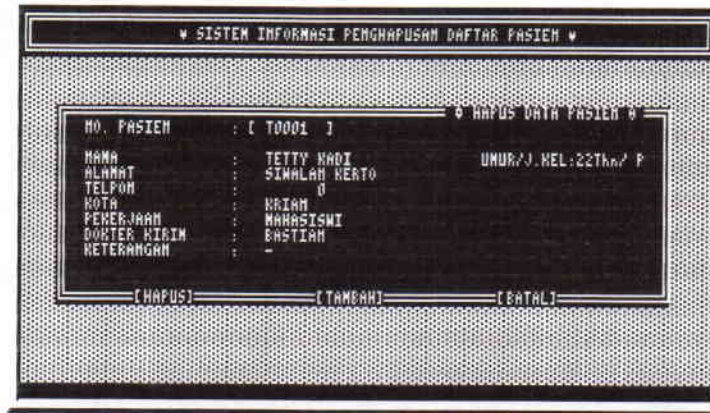 ♥ SISTEM INFORMASI PENGHAPUSAN DAFTAR PASIEN ♥
♦ HAPUS DATA PASIEN ♦
NO. PASIEN : [ T0001 ]
NAMA : TETTY KADI UMUR/J.KEL:22Thn/ P
ALAMAT : SIWALAN KERTO
TELPON : 0
KOTA : KRIAN
PEKERJAAN : MAHASISWI
DOKTER KIRIM : BASTIAN
KETERANGAN : -
[HAPUS] [TAMBAH] [BATAL]